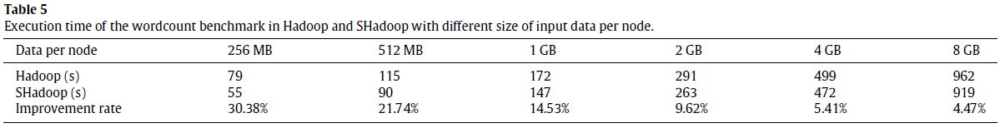 Table 5
Execution time of the wordcount benchmark in Hadoop and SHadoop with different size of input data per node.
Data per node 256 MB 512 MB 1 GB 2 GB 4 GB 8 GB
Hadoop (s) 79 115 172 291 499 962
SHadoop (s) 55 90 147 263 472 919
Improvement rate 30.38% 21.74% 14.53% 9.62% 5.41% 4.47%